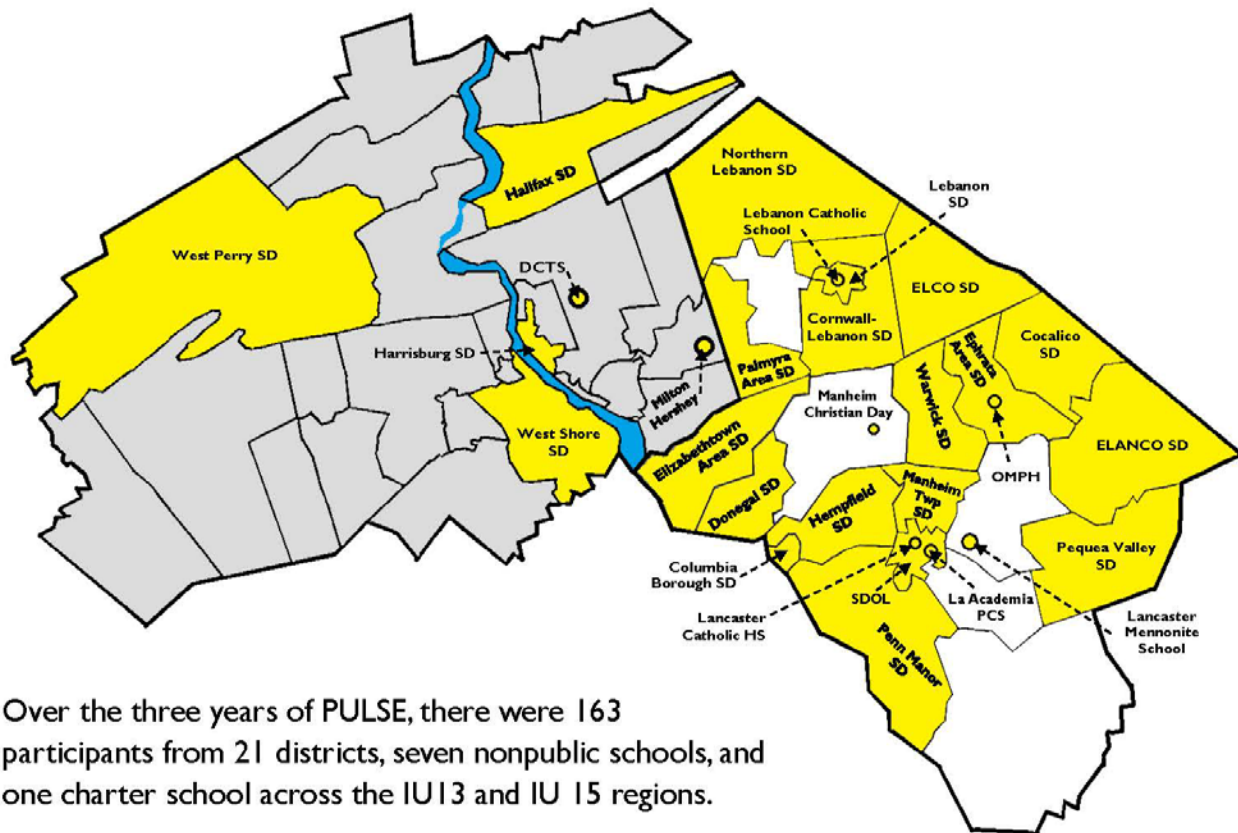 Northern
Lebanon SD
Lebanon
SD
Halifax SD
Lebanon Catholic
School
West Perry SD
DCTS
ELCO SD
Cornwall-
Lebanon SD
Cocalico
SD
Harrisburg SD
Ephrata
Area SD
Palmyra
Area SD
Milton
Hershey
Manheim
Christian Day
Warwick SD
West Shore
SD
Elizabethtown
Area SD
ELANCO SD
OMPH
Donegal SD
Hempfield
SD
Manheim
Twp
SD
Pequea Valley
SD
Columbia
Borough SD
SDOL
La Academia
PCS
Lancaster
Catholic HS
Lancaster
Mennonite
School
Penn Manor
SD
Over the three years of PULSE, there were 163
participants from 21 districts, seven nonpublic schools, and
one charter school across the IU13 and IU 15 regions.